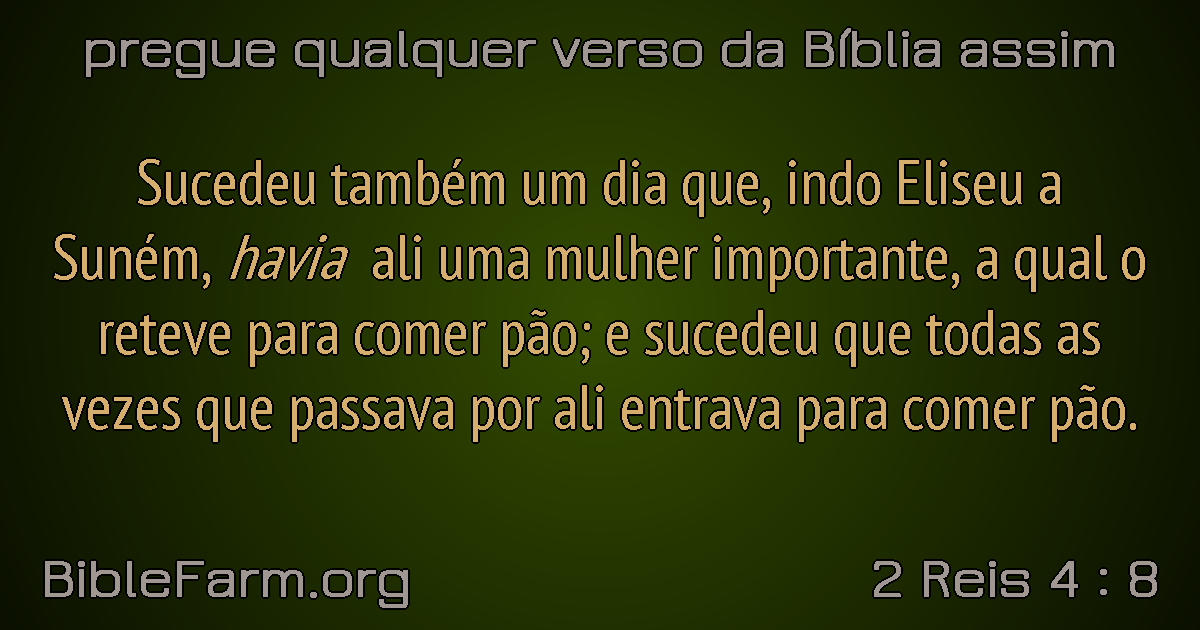 pregue qualquer verso da Bíblia assim
Sucedeu também um dia que, indo Eliseu a
Suném, havia ali uma mulher importante, a qual o
reteve para comer pão; e sucedeu que todas as
vezes que passava por ali entrava para comer pão.
BibleFarm.org
2 Reis 4 : 8